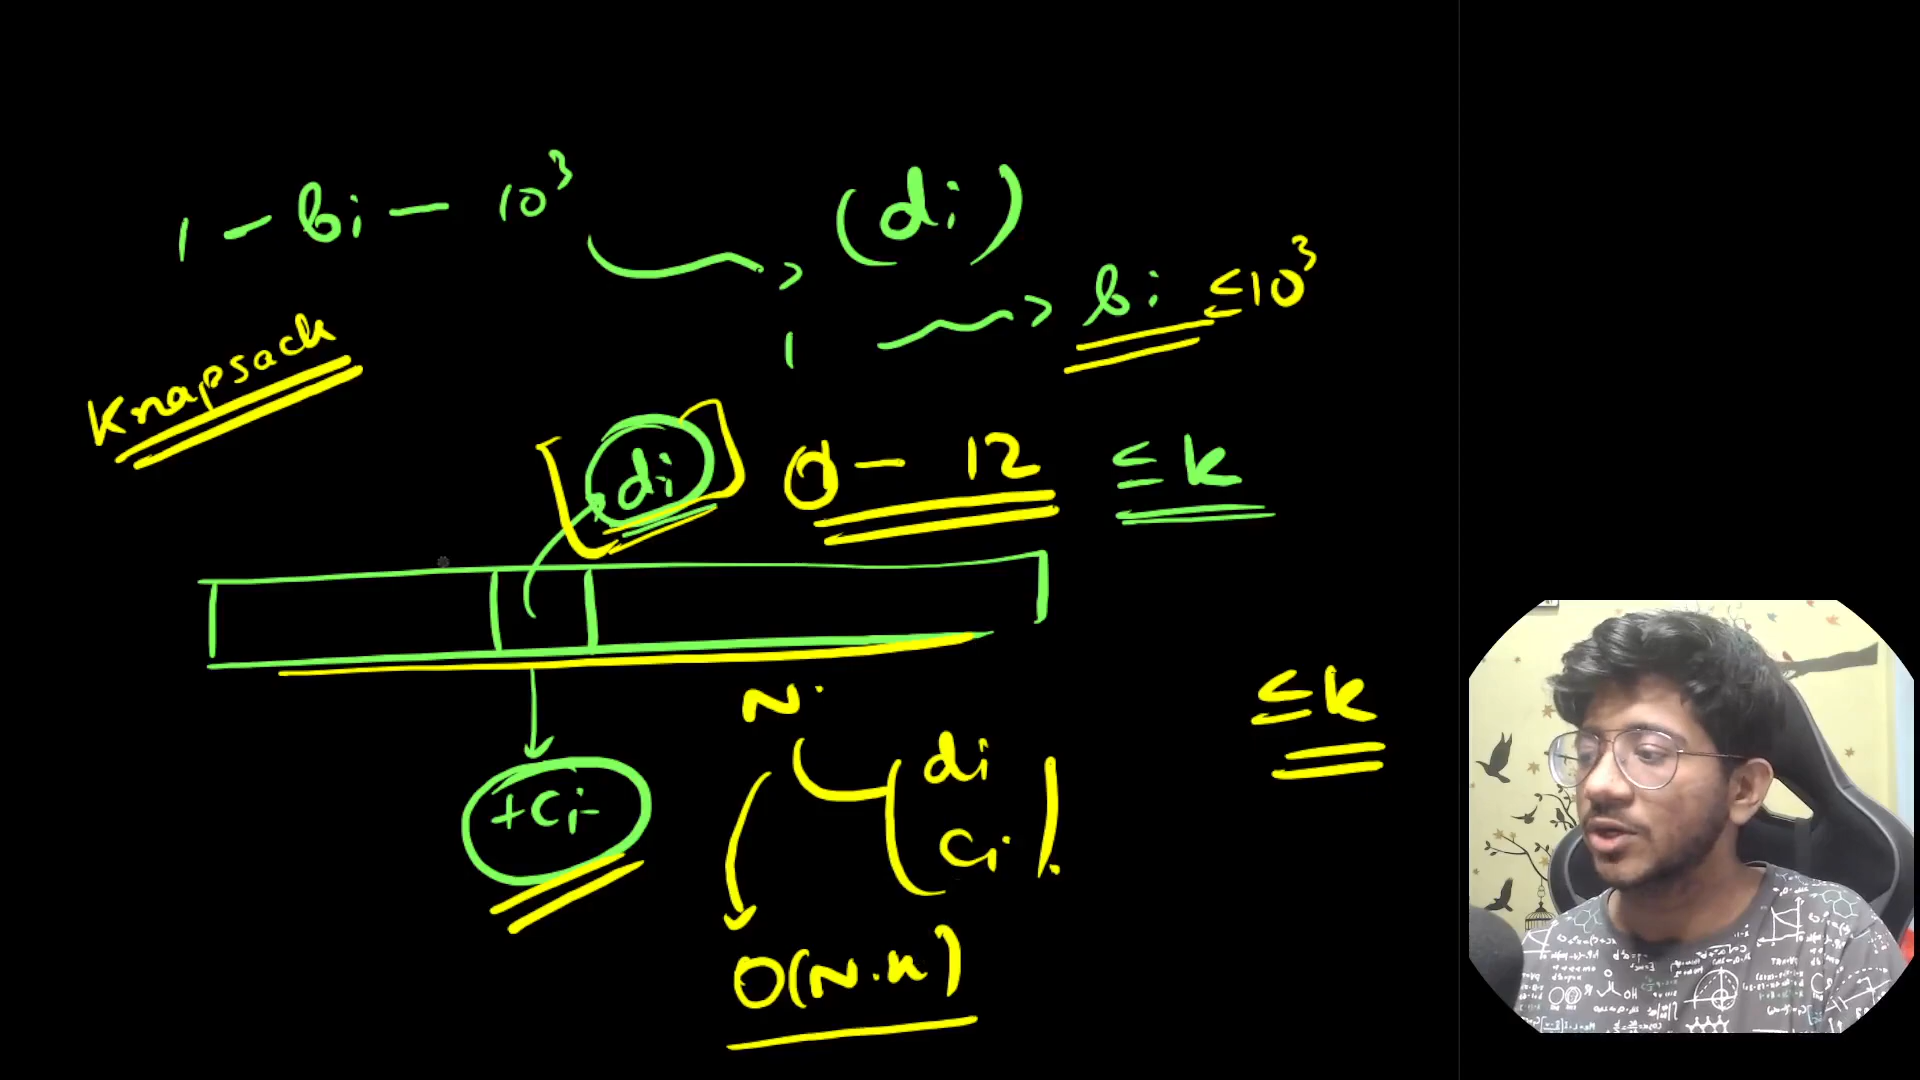 1 - bi - 10³
(di)
1 → bi ≤ 10³
Knapsack
[di] 0 - 12 ≤ k
N
≤ k
di
+Ci
Ci
O(N.K)